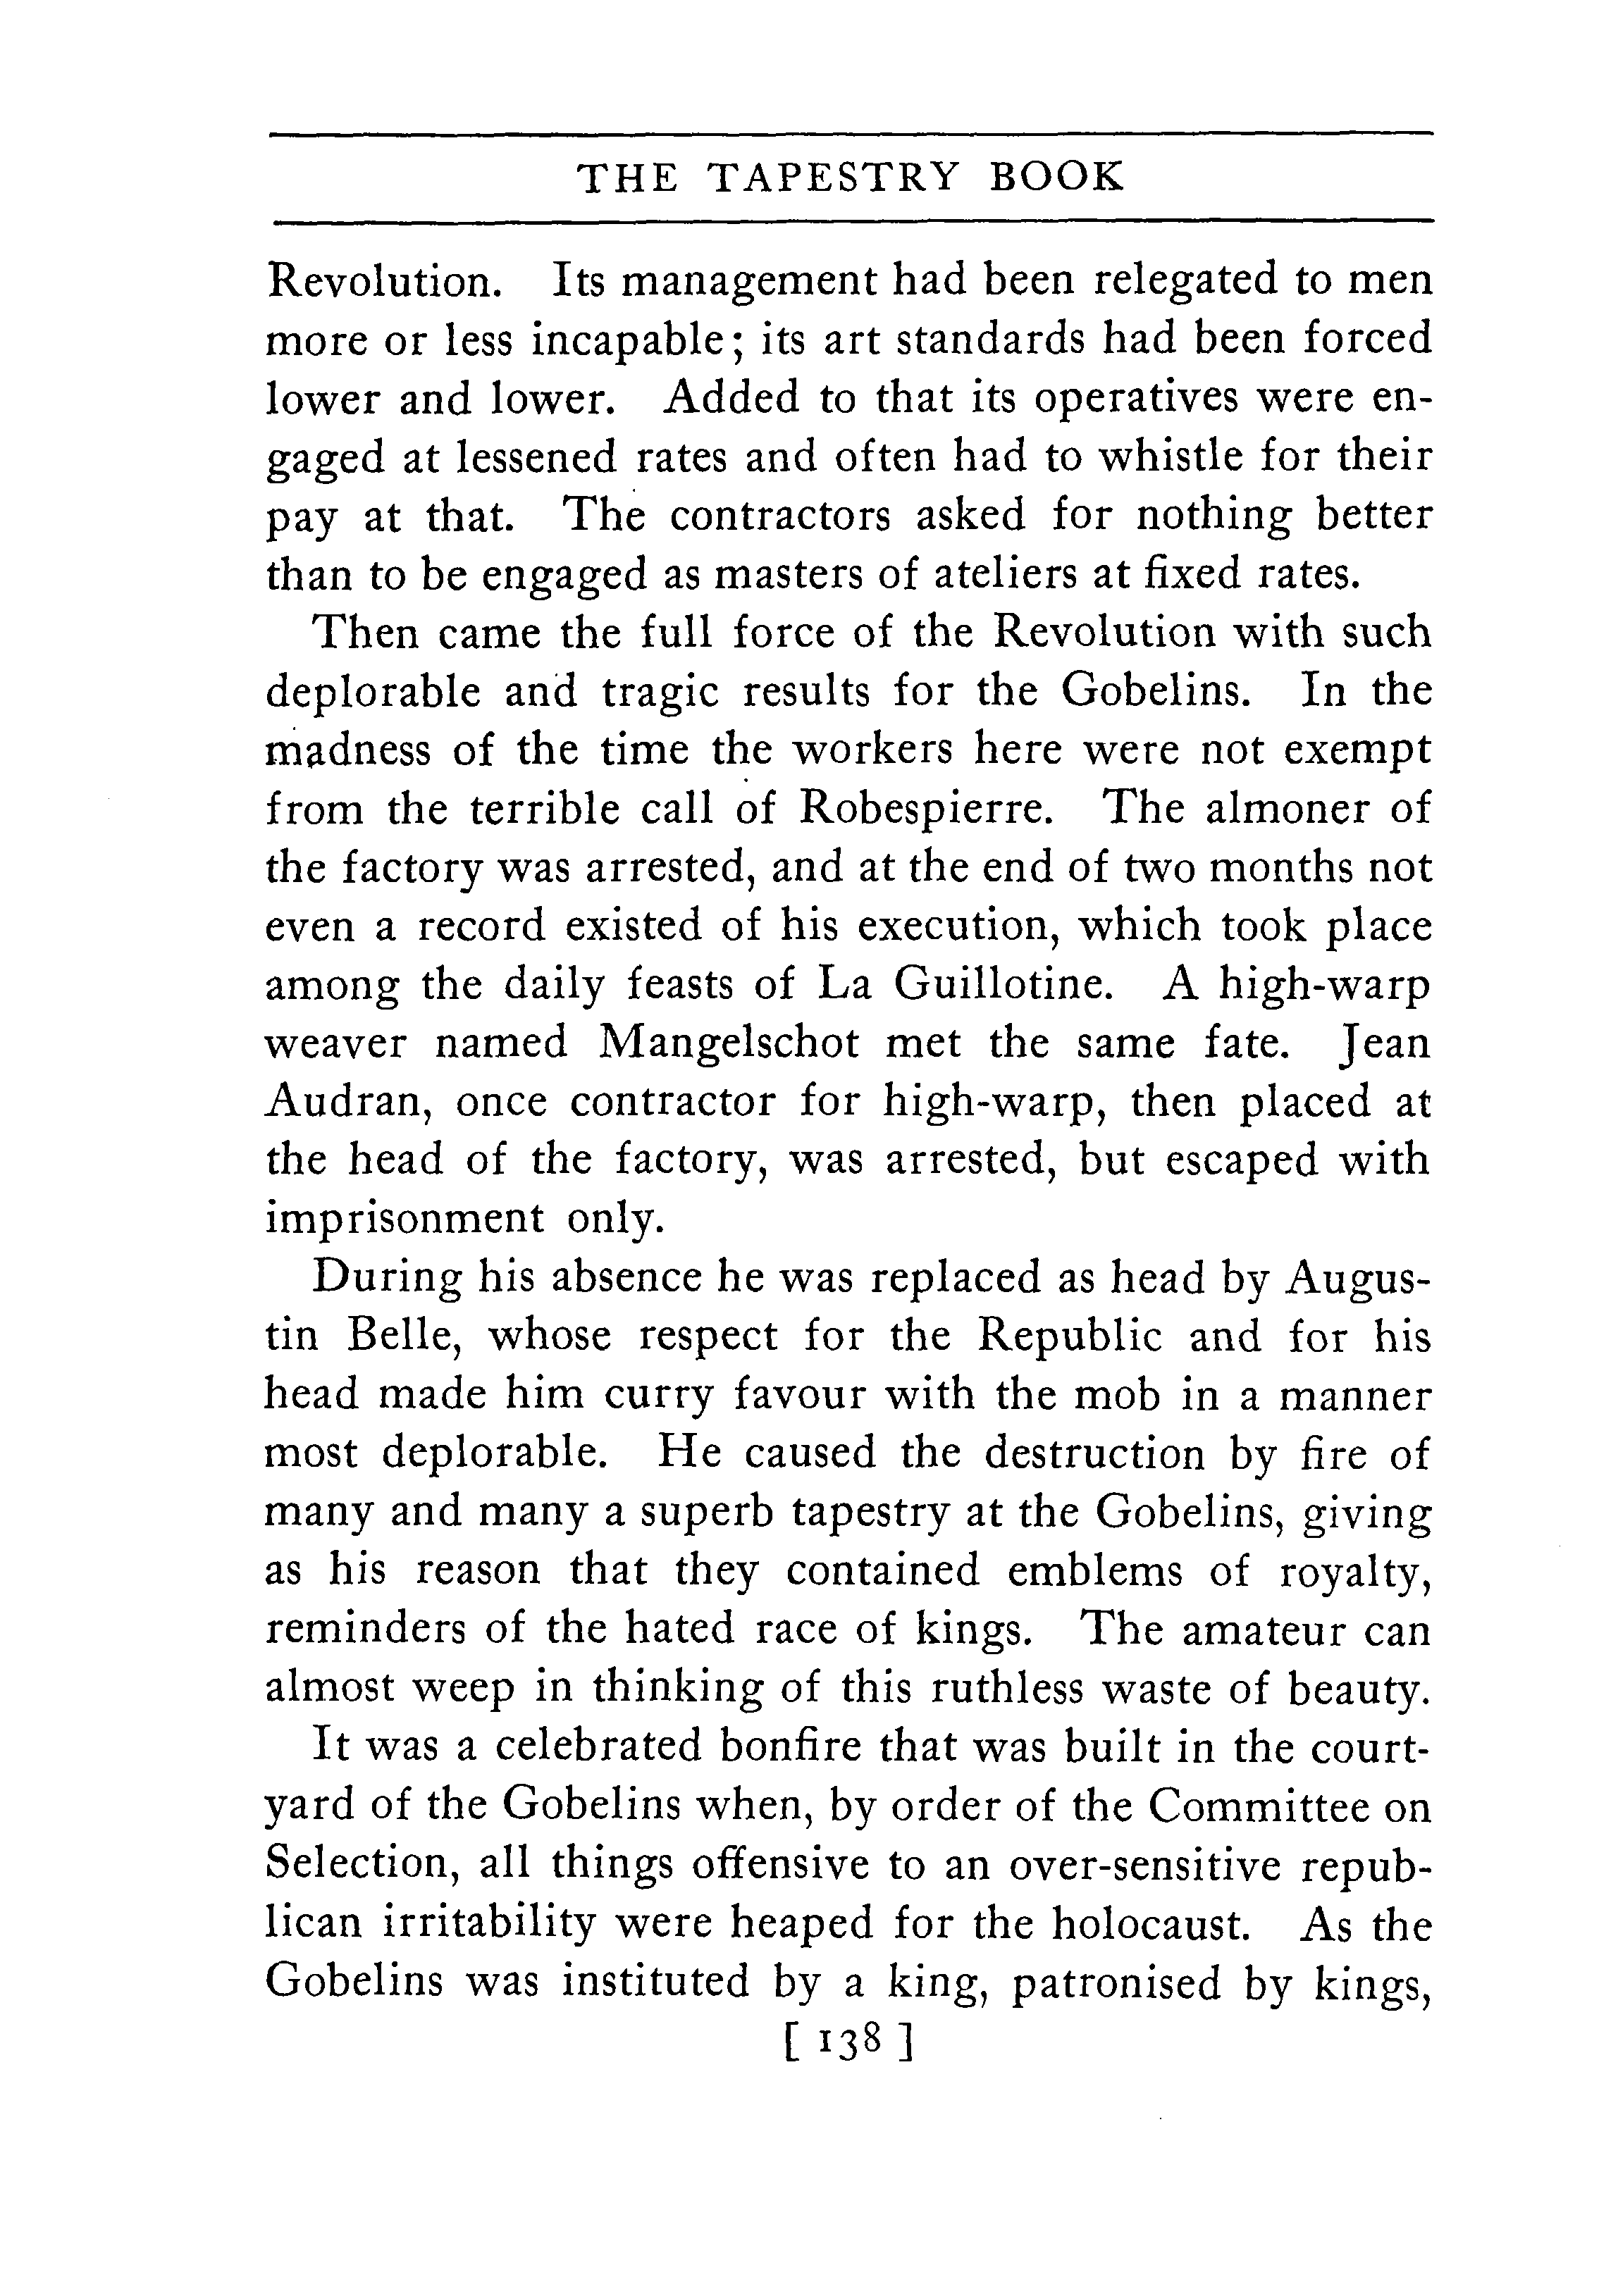 THE TAPESTRY BOOK
Revolution. Its management had been relegated to men
more or less incapable; its art standards had been forced
lower and lower. Added to that its operatives were en-
gaged at lessened rates and often had to whistle for their
pay at that. The contractors asked for nothing better
than to be engaged as masters of ateliers at fixed rates.
Then came the full force of the Revolution with such
deplorable and tragic results for the Gobelins. In the
madness of the time the workers here were not exempt
from the terrible call of Robespierre. The almoner of
the factory was arrested, and at the end of two months not
even a record existed of his execution, which took place
among the daily feasts of La Guillotine. A high-warp
weaver named Mangelschot met the same fate. Jean
Audran, once contractor for high-warp, then placed at
the head of the factory, was arrested, but escaped with
imprisonment only.
During his absence he was replaced as head by Augus-
tin Belle, whose respect for the Republic and for his
head made him curry favour with the mob in a manner
most deplorable. He caused the destruction by fire of
many and many a superb tapestry at the Gobelins, giving
as his reason that they contained emblems of royalty,
reminders of the hated race of kings. The amateur can
almost weep in thinking of this ruthless waste of beauty.
It was a celebrated bonfire that was built in the court-
yard of the Gobelins when, by order of the Committee on
Selection, all things offensive to an over-sensitive repub-
lican irritability were heaped for the holocaust. As the
Gobelins was instituted by a king, patronised by kings,
[ 138 ]